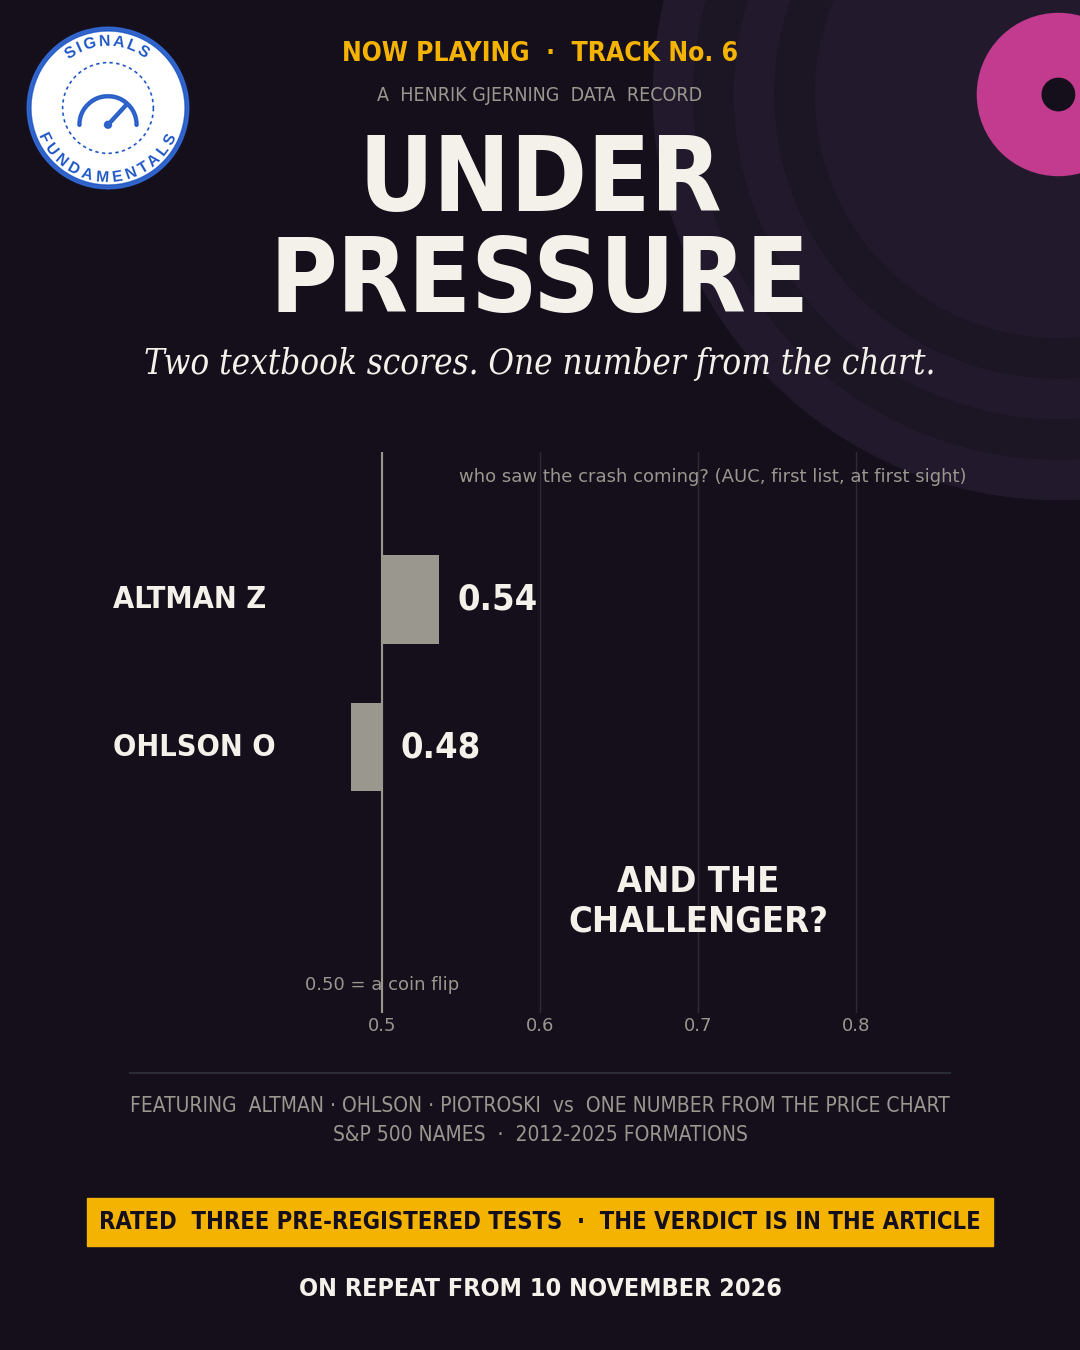 SIGNALS
FUNDAMENTALS
NOW PLAYING · TRACK No. 6
A HENRIK GJERNING DATA RECORD
UNDER
PRESSURE
Two textbook scores. One number from the chart.
who saw the crash coming? (AUC, first list, at first sight)
ALTMAN Z
0.54
OHLSON O
0.48
AND THE
CHALLENGER?
0.50 = a coin flip
0.5
0.6
0.7
0.8
FEATURING ALTMAN · OHLSON · PIOTROSKI vs ONE NUMBER FROM THE PRICE CHART
S&P 500 NAMES · 2012-2025 FORMATIONS
RATED THREE PRE-REGISTERED TESTS · THE VERDICT IS IN THE ARTICLE
ON REPEAT FROM 10 NOVEMBER 2026